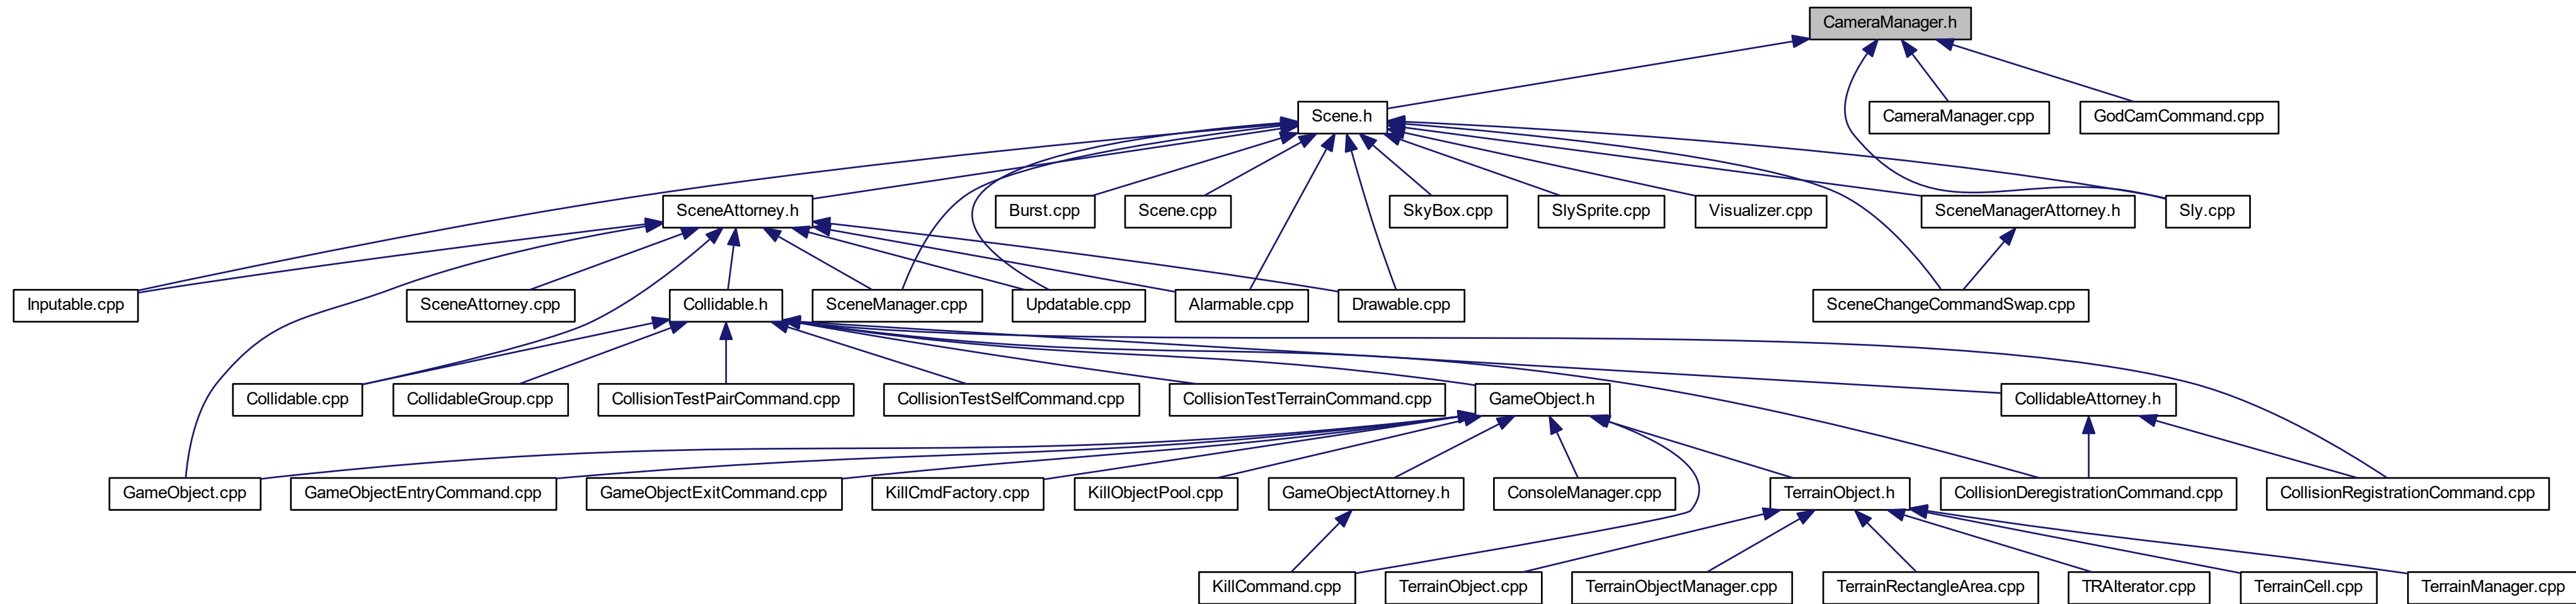 CameraManager.h
Scene.h
CameraManager.cpp
GodCamCommand.cpp
SceneAttorney.h
Burst.cpp
Scene.cpp
SkyBox.cpp
SlySprite.cpp
Visualizer.cpp
SceneManagerAttorney.h
Sly.cpp
Inputable.cpp
SceneAttorney.cpp
Collidable.h
SceneManager.cpp
Updatable.cpp
Alarmable.cpp
Drawable.cpp
SceneChangeCommandSwap.cpp
Collidable.cpp
CollidableGroup.cpp
CollisionTestPairCommand.cpp
CollisionTestSelfCommand.cpp
CollisionTestTerrainCommand.cpp
GameObject.h
CollidableAttorney.h
GameObject.cpp
GameObjectEntryCommand.cpp
GameObjectExitCommand.cpp
KillCmdFactory.cpp
KillObjectPool.cpp
GameObjectAttorney.h
ConsoleManager.cpp
TerrainObject.h
CollisionDeregistrationCommand.cpp
CollisionRegistrationCommand.cpp
KillCommand.cpp
TerrainObject.cpp
TerrainObjectManager.cpp
TerrainRectangleArea.cpp
TRAIterator.cpp
TerrainCell.cpp
TerrainManager.cpp